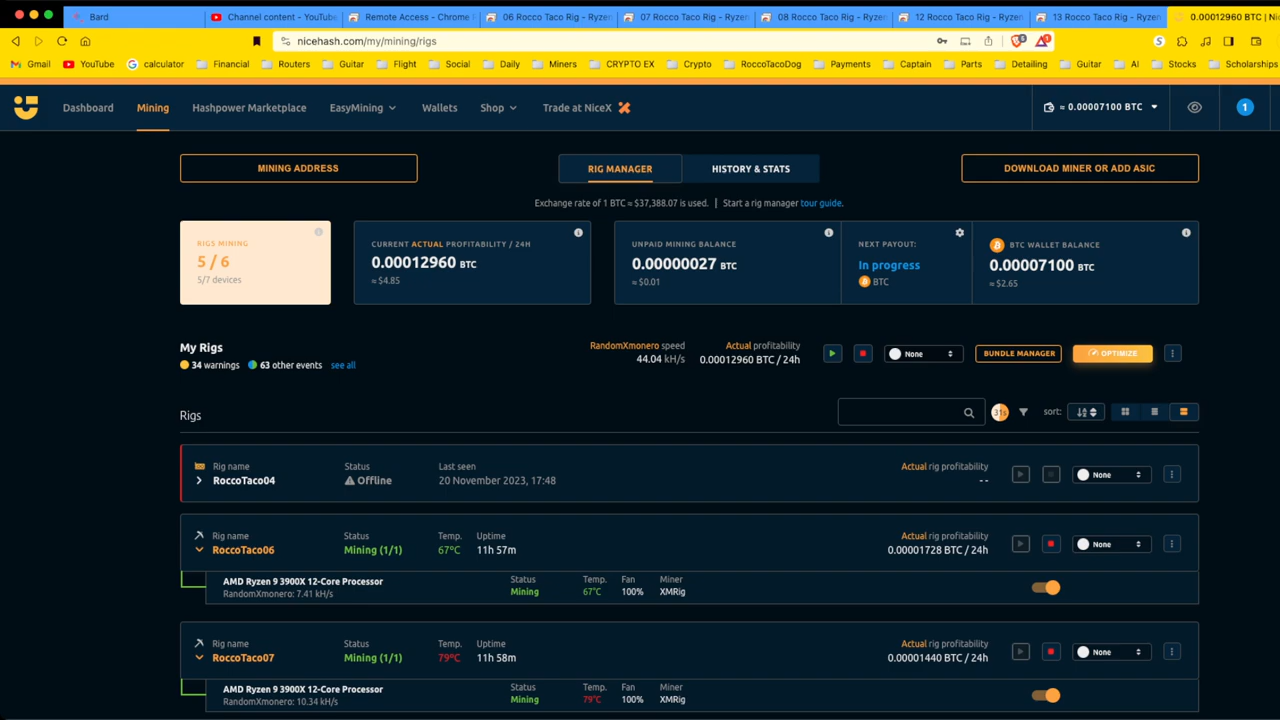 Bard
Channel content - YouTube
Remote Access - Chrome
06 Rocco Taco Rig - Ryzen
07 Rocco Taco Rig - Ryzen
08 Rocco Taco Rig - Ryzen
12 Rocco Taco Rig - Ryzen
13 Rocco Taco Rig - Ryzen
0.00012960 BTC | Nic
nicehash.com/my/mining/rigs
Gmail YouTube calculator Financial Routers Flight Social Daily Miners CRYPTO EX Crypto RoccoTacoDog Payments Captain Parts Detailing Guitar AI Stocks Scholarships
Dashboard Mining Hashpower Marketplace EasyMining Wallets Shop Trade at NiceX ≈ 0.00007100 BTC 1
MINING ADDRESS RIG MANAGER HISTORY & STATS DOWNLOAD MINER OR ADD ASIC
Exchange rate of 1 BTC ≈ $37,388.07 is used. | Start a rig manager tour guide.
RIGS MINING
5 / 6
5/7 devices
CURRENT ACTUAL PROFITABILITY / 24H
0.00012960 BTC
≈ $4.85
UNPAID MINING BALANCE
0.00000027 BTC
≈ $0.01
NEXT PAYOUT:
In progress
BTC
BTC WALLET BALANCE
0.00007100 BTC
≈ $2.65
My Rigs
34 warnings 63 other events see all
RandomXmonero speed
44.04 kH/s
Actual profitability
0.00012960 BTC / 24h
None BUNDLE MANAGER OPTIMIZE
Rigs
31s sort:
Rig name Status Last seen Actual rig profitability
RoccoTaco04 Offline 20 November 2023, 17:48 -- None
Rig name Status Temp. Uptime Actual rig profitability
RoccoTaco06 Mining (1/1) 67°C 11h 57m 0.00001728 BTC / 24h None
AMD Ryzen 9 3900X 12-Core Processor Status Temp. Fan Miner
RandomXmonero: 7.41 kH/s Mining 67°C 100% XMRig
Rig name Status Temp. Uptime Actual rig profitability
RoccoTaco07 Mining (1/1) 79°C 11h 58m 0.00001440 BTC / 24h None
AMD Ryzen 9 3900X 12-Core Processor Status Temp. Fan Miner
RandomXmonero: 10.34 kH/s Mining 79°C 100% XMRig